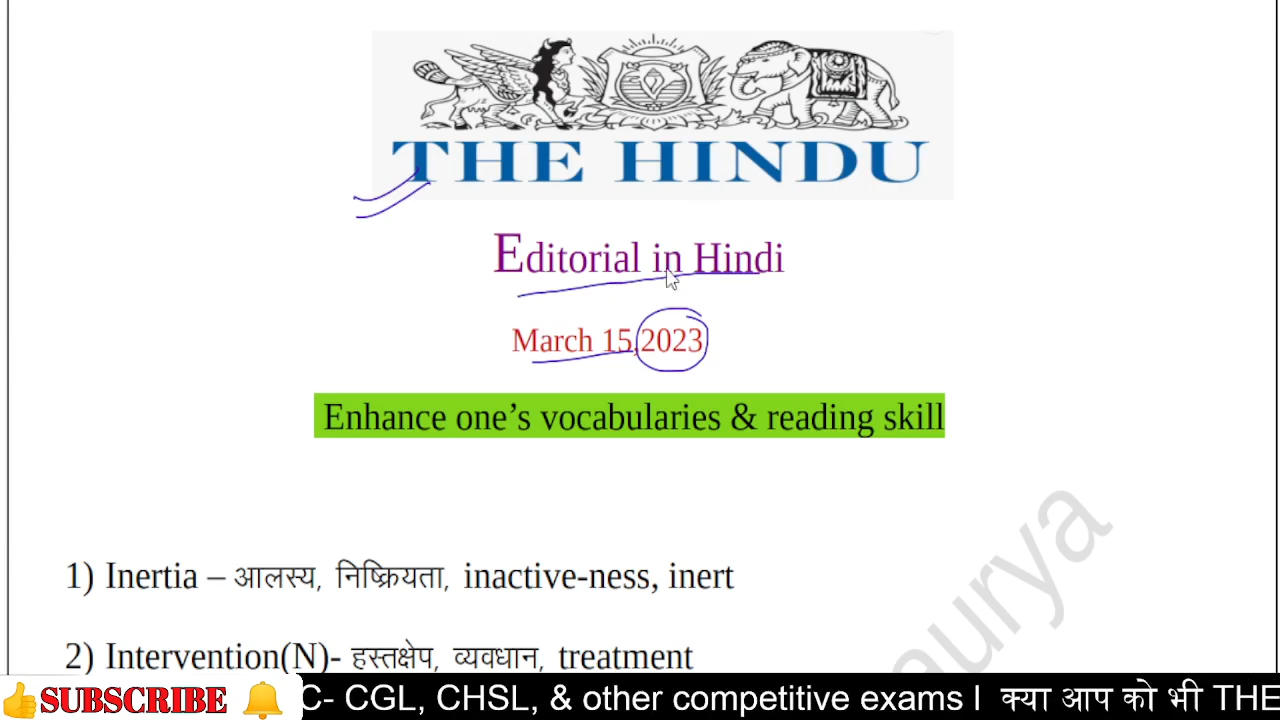 THE HINDU
Editorial in Hindi
March 15,2023
Enhance one’s vocabularies & reading skill
1) Inertia – आलस्य, निष्क्रियता, inactive-ness, inert
2) Intervention(N)- हस्तक्षेप, व्यवधान, treatment
aurya
SUBSCRIBE C- CGL, CHSL, & other competitive exams l क्या आप को भी THE